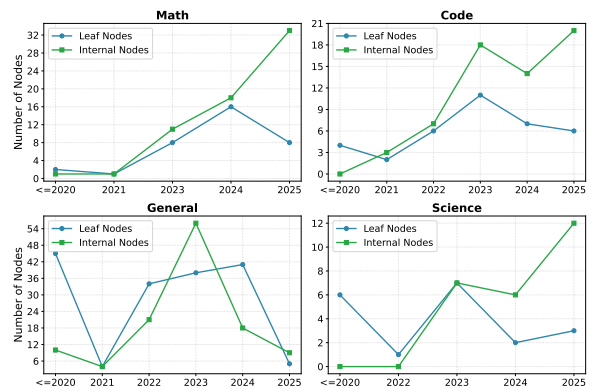 Math
Number of Nodes
32
28
24
20
16
12
8
4
0
Leaf Nodes
Internal Nodes
<=2020 2021 2023 2024 2025
Code
21
18
15
12
9
6
3
0
Leaf Nodes
Internal Nodes
<=2020 2021 2022 2023 2024 2025
General
Number of Nodes
54
48
42
36
30
24
18
12
6
Leaf Nodes
Internal Nodes
<=2020 2021 2022 2023 2024 2025
Science
12
10
8
6
4
2
0
Leaf Nodes
Internal Nodes
<=2020 2022 2023 2024 2025